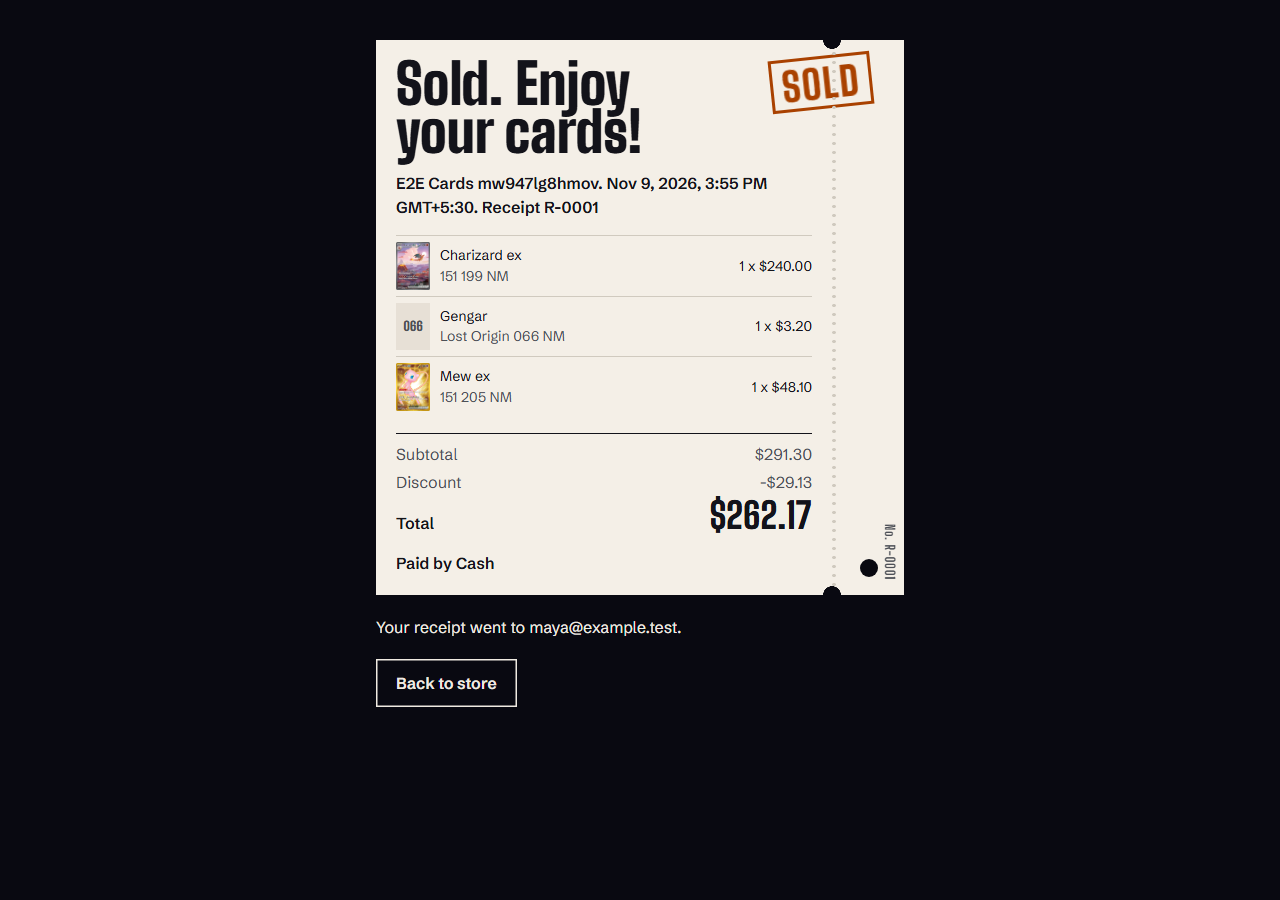 Sold. Enjoy
your cards!
SOLD
E2E Cards mw947lg8hmov. Nov 9, 2026, 3:55 PM
GMT+5:30. Receipt R-0001
Charizard ex
151 199 NM
1 x $240.00
066
Gengar
Lost Origin 066 NM
1 x $3.20
Mew ex
151 205 NM
1 x $48.10
Subtotal $291.30
Discount -$29.13
Total $262.17
Paid by Cash
No. R-0001
Your receipt went to maya@example.test.
Back to store